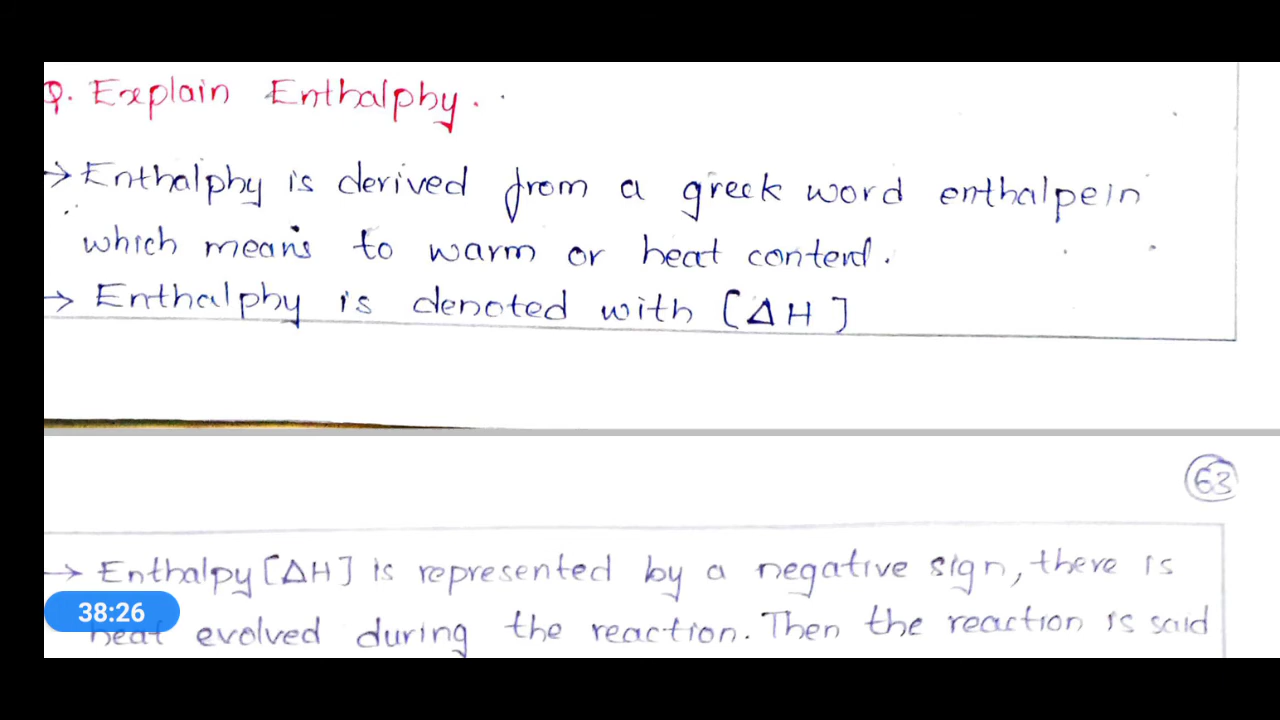 Q. Explain Enthalphy.
→ Enthalphy is derived from a greek word enthalpein
which means to warm or heat content.
→ Enthalphy is denoted with [ΔH]
63
→ Enthalpy [ΔH] is represented by a negative sign, there is
38:26
heat evolved during the reaction. Then the reaction is said